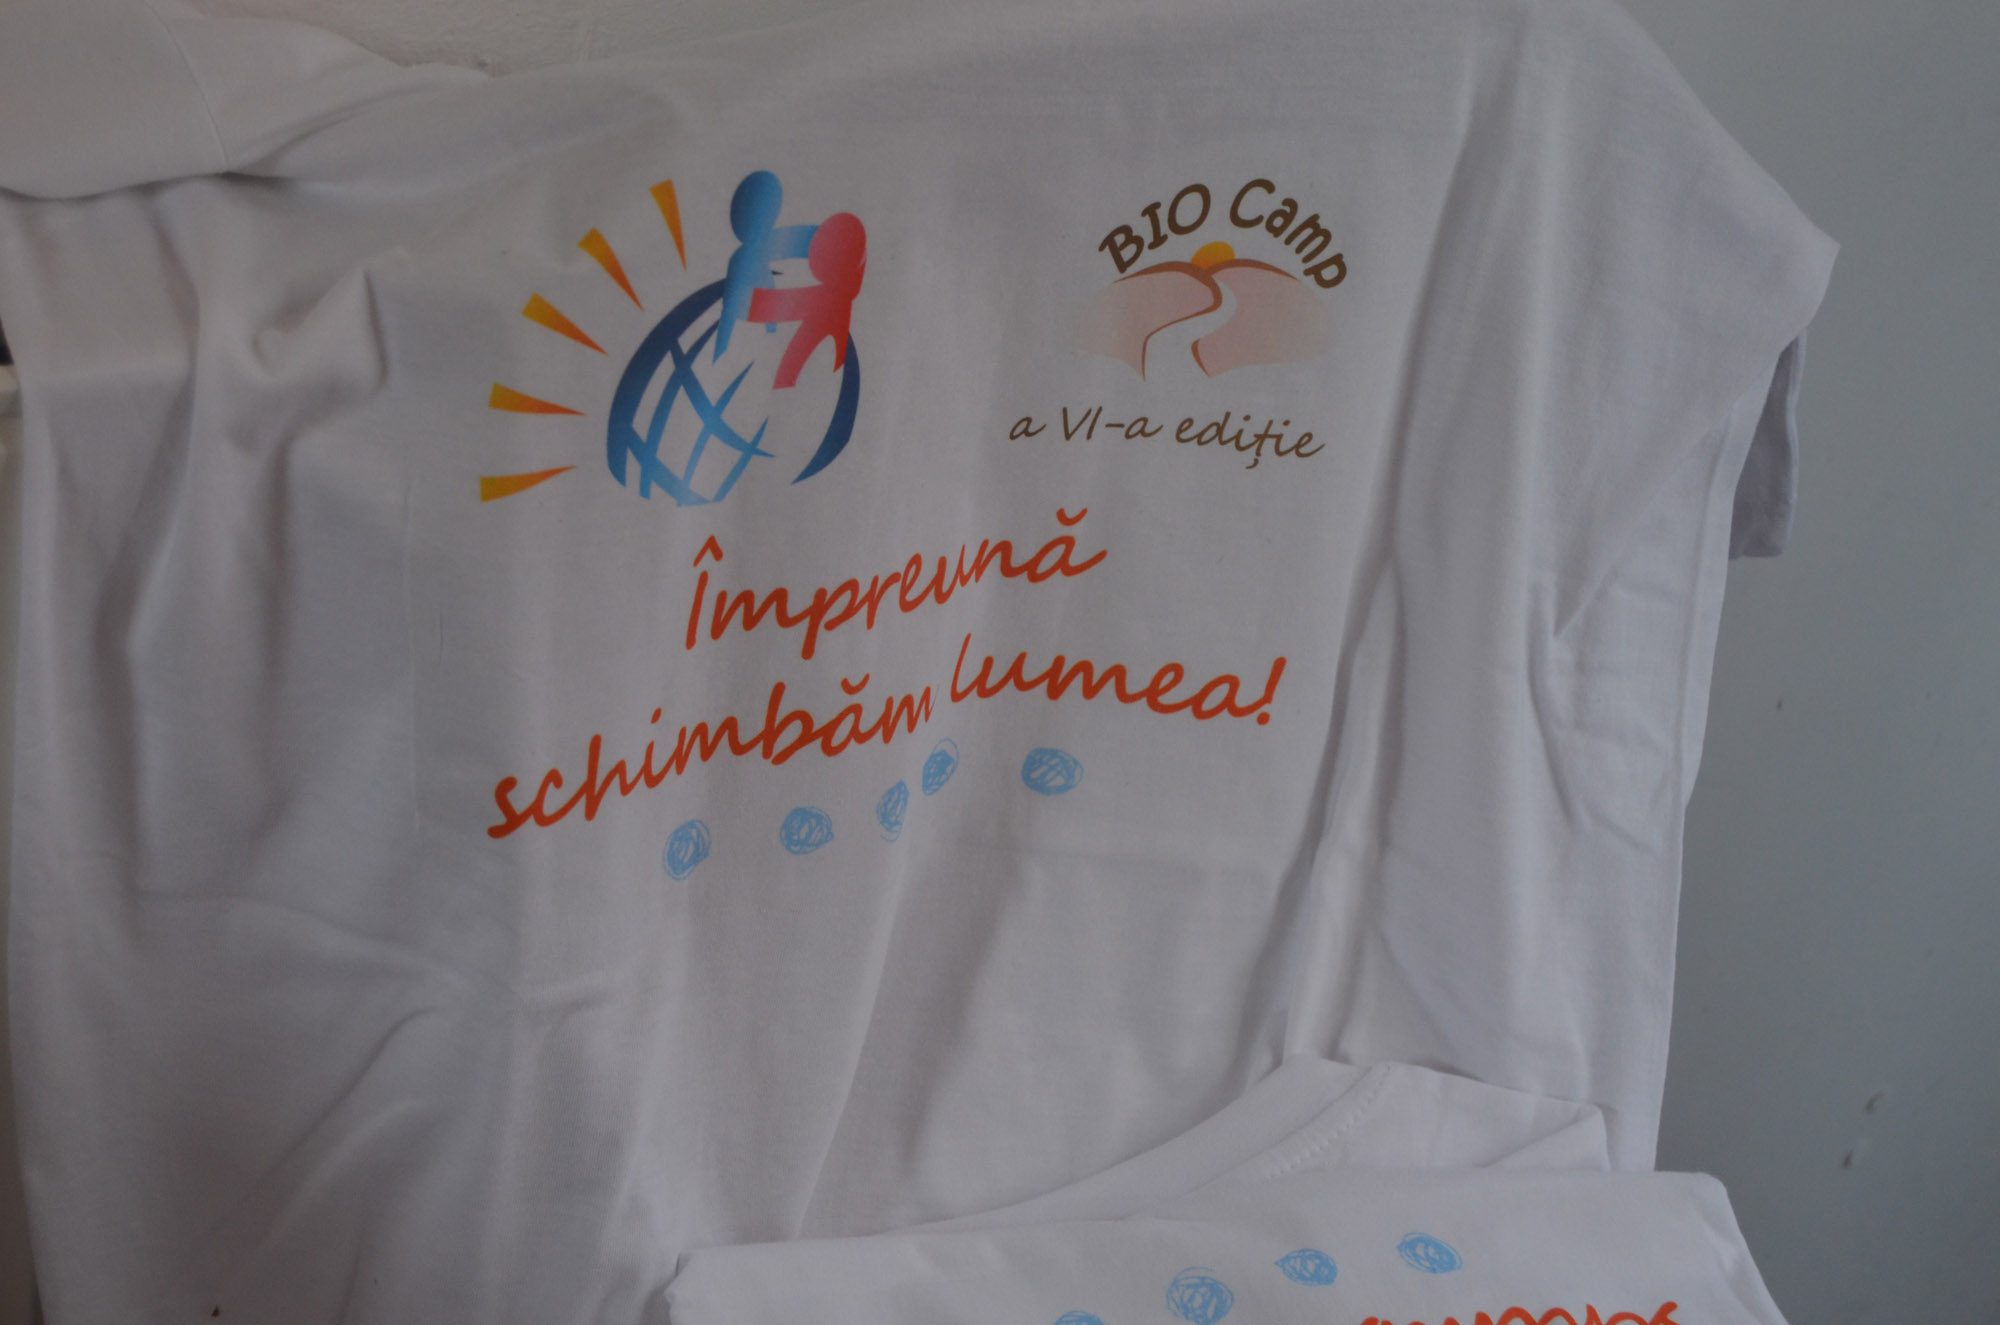 BIO Camp
a VI-a ediție
Împreună
schimbăm lumea!